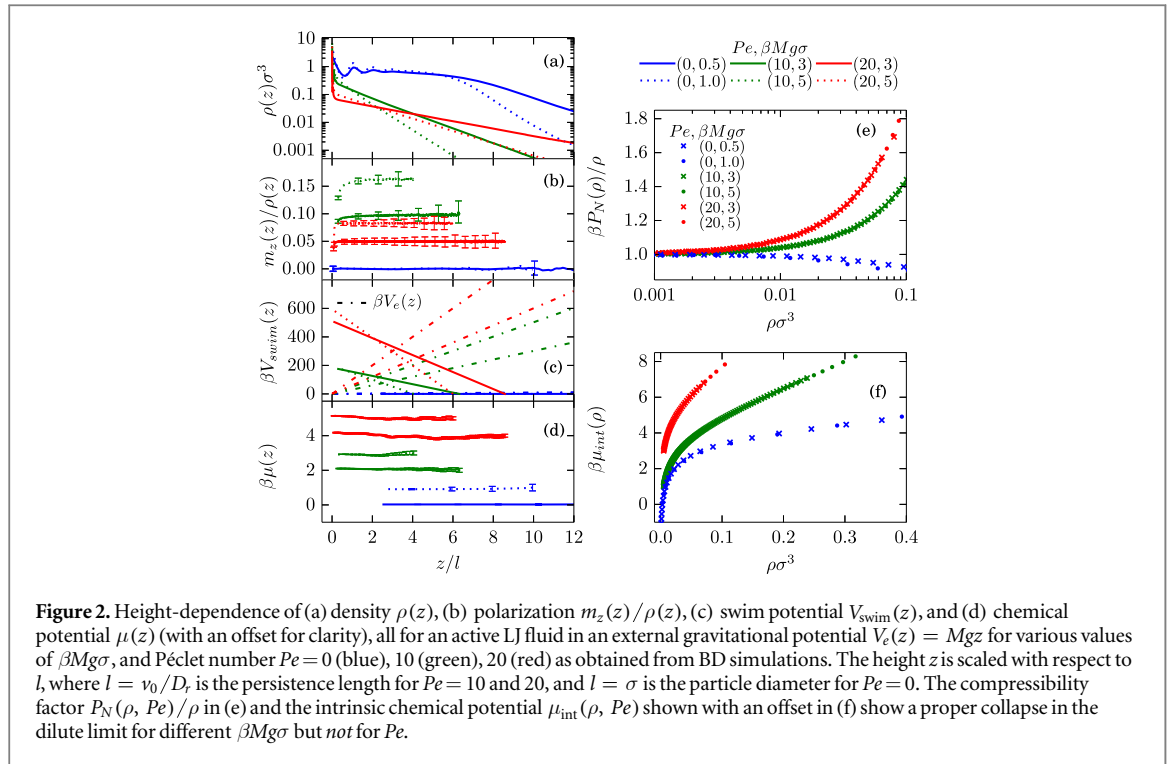 10
1
0.1
0.01
0.001
ρ(z)σ³
(a)
0.15
0.10
0.05
0.00
m_z(z)/ρ(z)
(b)
600
400
200
0
βV_swim(z)
βV_e(z)
(c)
4
2
0
βμ(z)
(d)
0 2 4 6 8 10 12
z/l
Pe, βMgσ
(0, 0.5) (10, 3) (20, 3)
(0, 1.0) (10, 5) (20, 5)
1.8
1.6
1.4
1.2
1.0
βP_N(ρ)/ρ
(e)
Pe, βMgσ
(0, 0.5)
(0, 1.0)
(10, 3)
(10, 5)
(20, 3)
(20, 5)
0.001 0.01 0.1
ρσ³
8
6
4
2
0
βμ_int(ρ)
(f)
0.0 0.1 0.2 0.3 0.4
ρσ³
Figure 2. Height-dependence of (a) density ρ(z), (b) polarization m_z(z)/ρ(z), (c) swim potential V_swim(z), and (d) chemical
potential μ(z) (with an offset for clarity), all for an active LJ fluid in an external gravitational potential V_e(z) = Mgz for various values
of βMgσ, and Péclet number Pe = 0 (blue), 10 (green), 20 (red) as obtained from BD simulations. The height z is scaled with respect to
l, where l = v₀/D_r is the persistence length for Pe = 10 and 20, and l = σ is the particle diameter for Pe = 0. The compressibility
factor P_N(ρ, Pe)/ρ in (e) and the intrinsic chemical potential μ_int(ρ, Pe) shown with an offset in (f) show a proper collapse in the
dilute limit for different βMgσ but not for Pe.